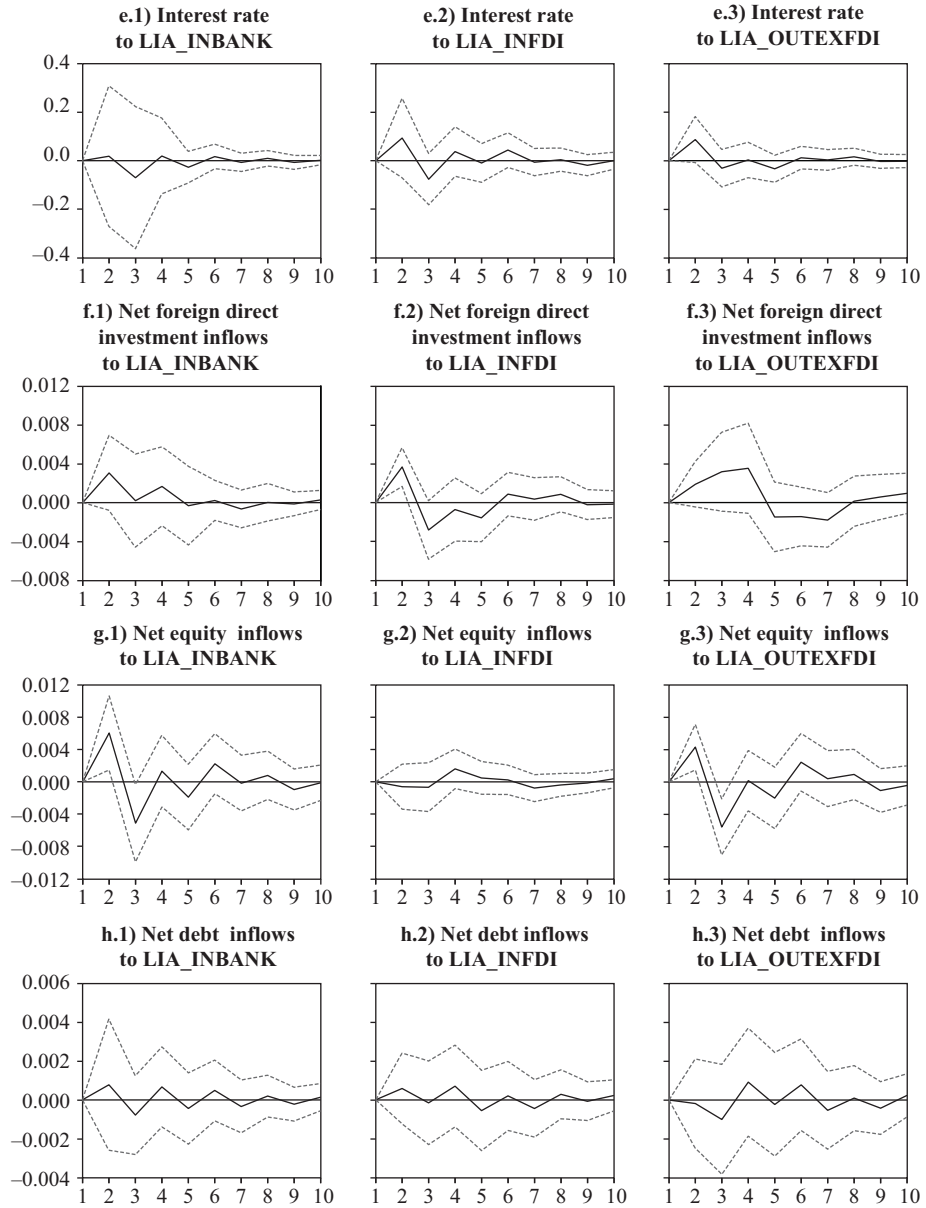 e.1) Interest rate
to LIA_INBANK
e.2) Interest rate
to LIA_INFDI
e.3) Interest rate
to LIA_OUTEXFDI
0.4
0.2
0.0
–0.2
–0.4
1 2 3 4 5 6 7 8 9 10
1 2 3 4 5 6 7 8 9 10
1 2 3 4 5 6 7 8 9 10
f.1) Net foreign direct
investment inflows
to LIA_INBANK
f.2) Net foreign direct
investment inflows
to LIA_INFDI
f.3) Net foreign direct
investment inflows
to LIA_OUTEXFDI
0.012
0.008
0.004
0.000
–0.004
–0.008
1 2 3 4 5 6 7 8 9 10
1 2 3 4 5 6 7 8 9 10
1 2 3 4 5 6 7 8 9 10
g.1) Net equity inflows
to LIA_INBANK
g.2) Net equity inflows
to LIA_INFDI
g.3) Net equity inflows
to LIA_OUTEXFDI
0.012
0.008
0.004
0.000
–0.004
–0.008
–0.012
1 2 3 4 5 6 7 8 9 10
1 2 3 4 5 6 7 8 9 10
1 2 3 4 5 6 7 8 9 10
h.1) Net debt inflows
to LIA_INBANK
h.2) Net debt inflows
to LIA_INFDI
h.3) Net debt inflows
to LIA_OUTEXFDI
0.006
0.004
0.002
0.000
–0.002
–0.004
1 2 3 4 5 6 7 8 9 10
1 2 3 4 5 6 7 8 9 10
1 2 3 4 5 6 7 8 9 10